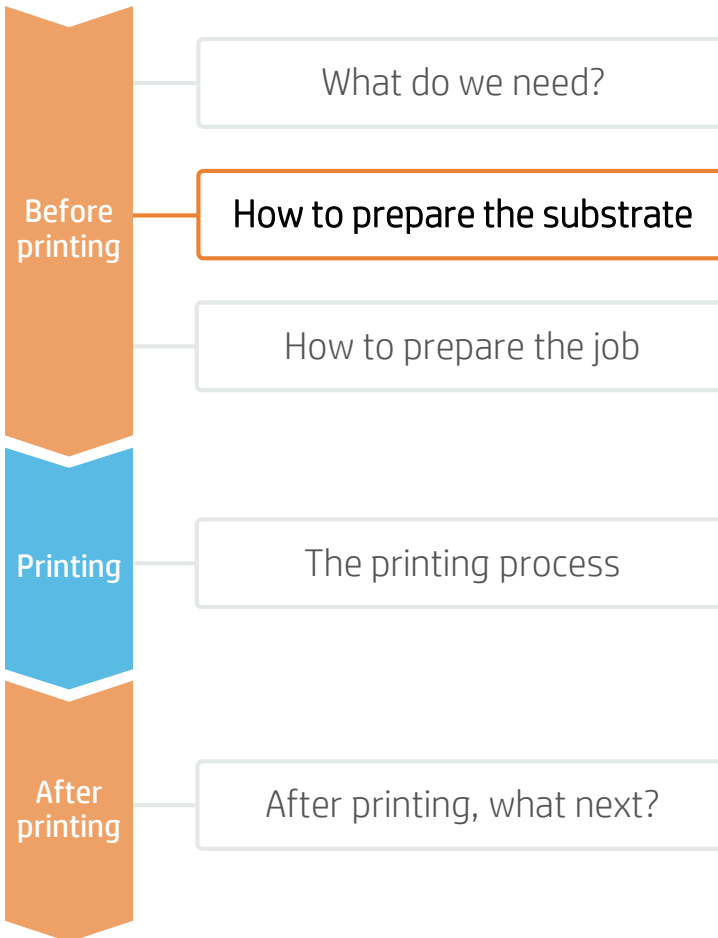 What do we need?
Before
printing
How to prepare the substrate
How to prepare the job
Printing
The printing process
After
printing
After printing, what next?